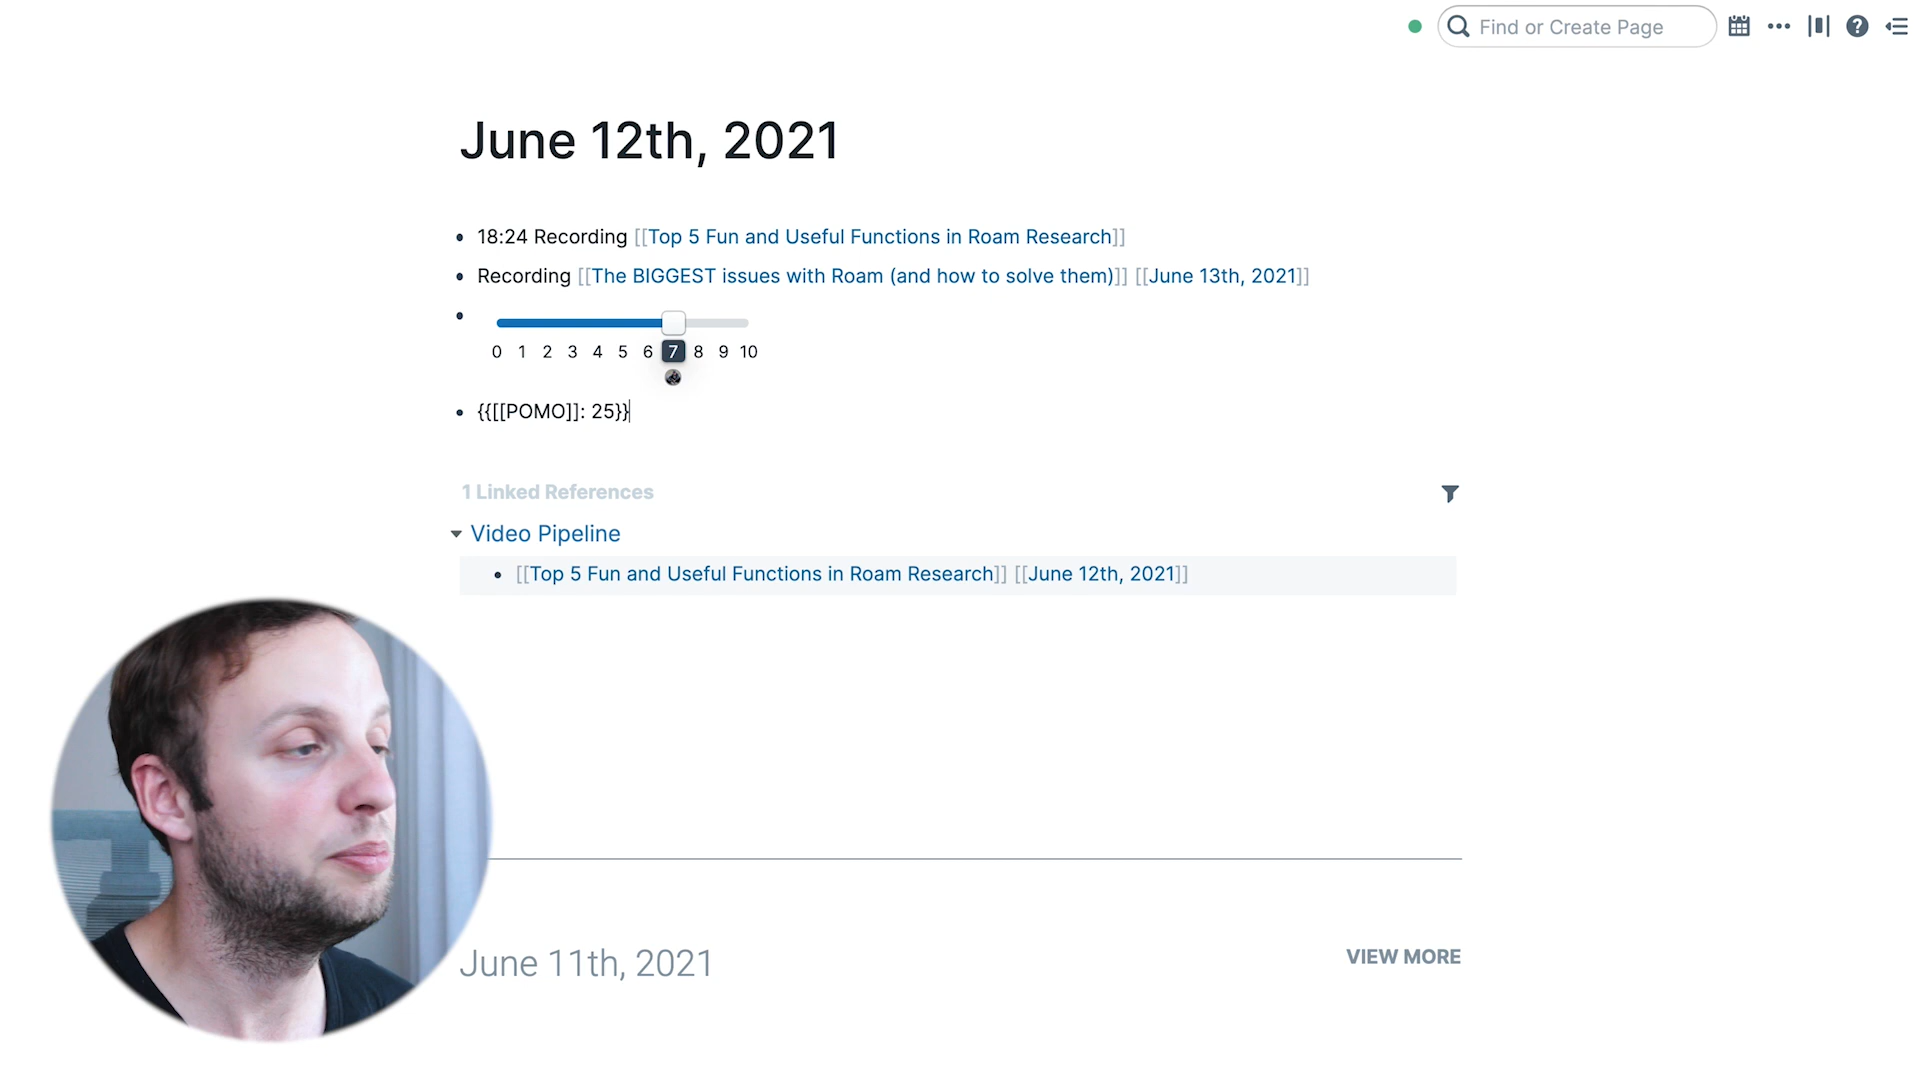 Find or Create Page
June 12th, 2021
18:24 Recording [[Top 5 Fun and Useful Functions in Roam Research]]
Recording [[The BIGGEST issues with Roam (and how to solve them)]] [[June 13th, 2021]]
0 1 2 3 4 5 6 7 8 9 10
{{[[POMO]]: 25}}
1 Linked References
Video Pipeline
[[Top 5 Fun and Useful Functions in Roam Research]] [[June 12th, 2021]]
June 11th, 2021
VIEW MORE